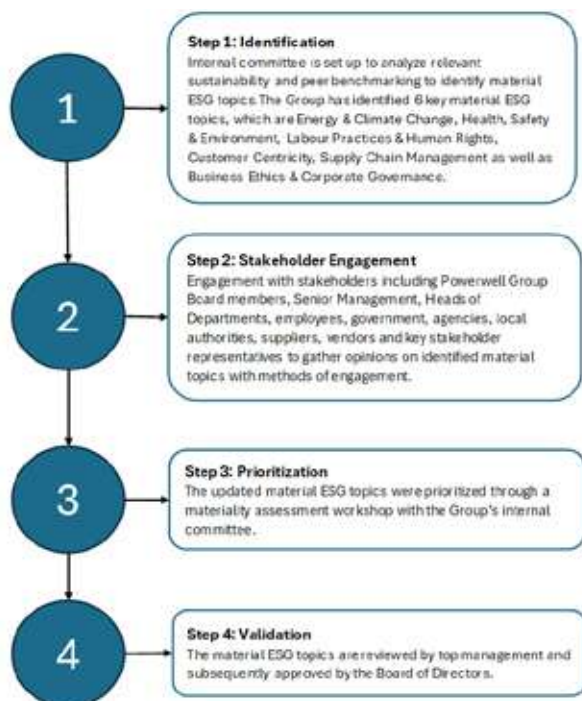 1
Step 1: Identification
Internal committee is set up to analyze relevant
sustainability and peer benchmarking to identify material
ESG topics. The Group has identified 6 key material ESG
topics, which are Energy & Climate Change, Health, Safety
& Environment, Labour Practices & Human Rights,
Customer Centricity, Supply Chain Management as well as
Business Ethics & Corporate Governance.
2
Step 2: Stakeholder Engagement
Engagement with stakeholders including Powerwell Group
Board members, Senior Management, Heads of
Departments, employees, government, agencies, local
authorities, suppliers, vendors and key stakeholder
representatives to gather opinions on identified material
topics with methods of engagement.
3
Step 3: Prioritization
The updated material ESG topics were prioritized through a
materiality assessment workshop with the Group's internal
committee.
4
Step 4: Validation
The material ESG topics are reviewed by top management and
subsequently approved by the Board of Directors.